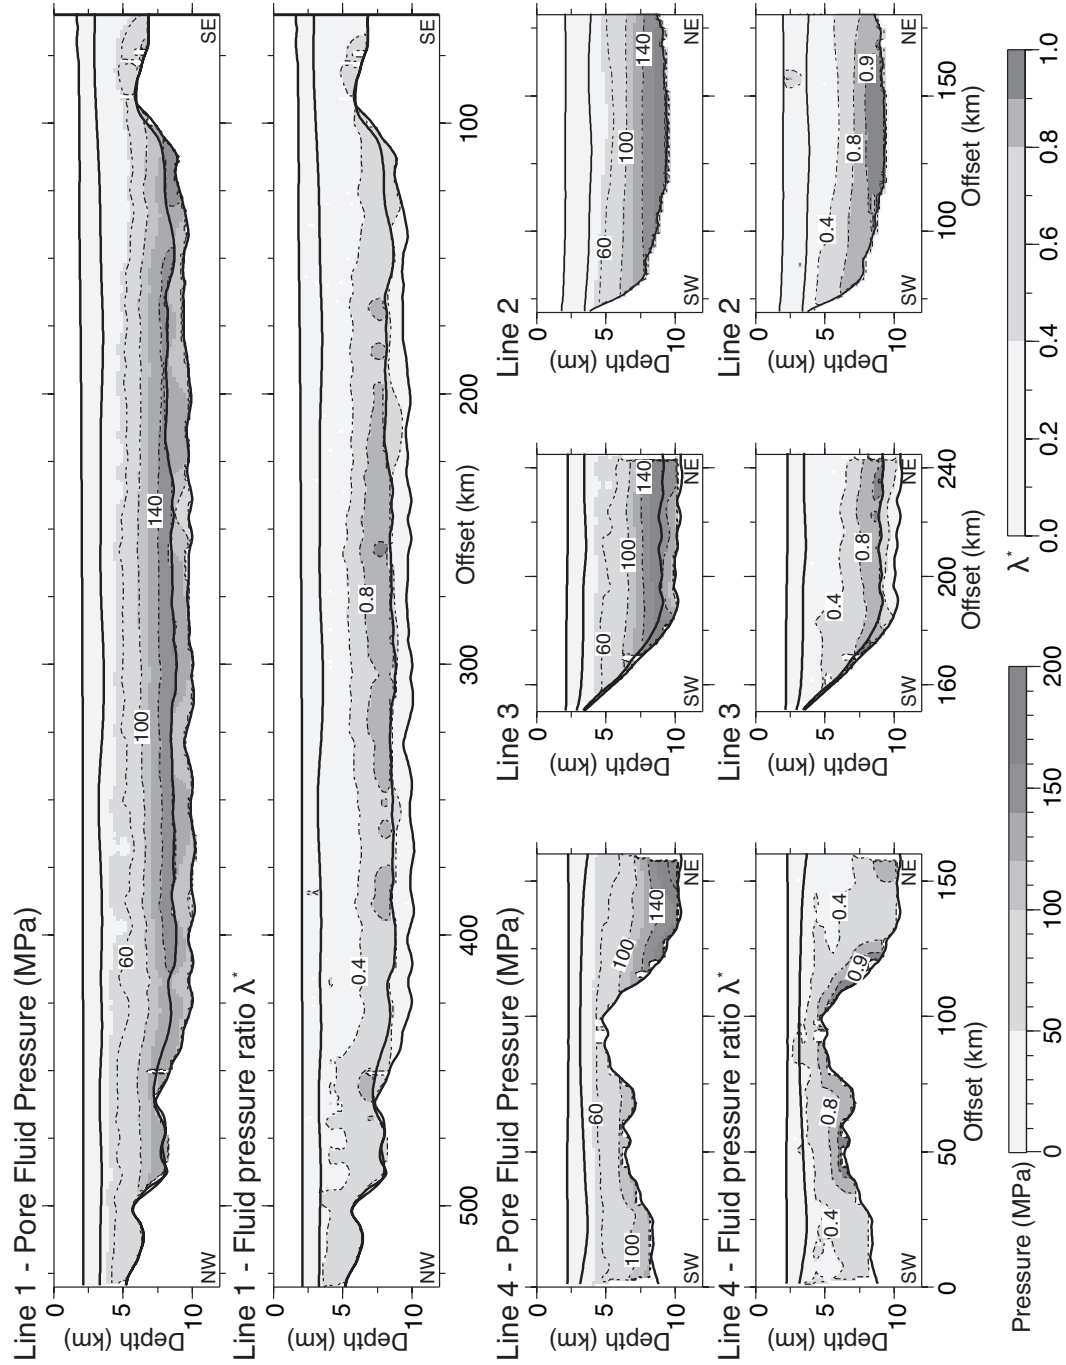 Line 1 - Pore Fluid Pressure (MPa)
0
5
10
Depth (km)
NW
SE
60
100
140
Line 1 - Fluid pressure ratio λ*
0
5
10
Depth (km)
NW
SE
0.4
0.8
500
400
300
200
100
Offset (km)
Line 4 - Pore Fluid Pressure (MPa)
0
5
10
Depth (km)
SW
NE
100
60
100
140
Line 3
0
5
10
Depth (km)
SW
NE
60
100
140
Line 2
0
5
10
Depth (km)
SW
NE
60
100
140
Line 4 - Fluid pressure ratio λ*
0
5
10
Depth (km)
SW
NE
0.4
0.8
0.9
0.4
0
50
100
150
Offset (km)
Line 3
0
5
10
Depth (km)
SW
NE
0.4
0.8
160
200
240
Offset (km)
Line 2
0
5
10
Depth (km)
SW
NE
0.4
0.8
0.9
100
150
Offset (km)
Pressure (MPa)
0
50
100
150
200
λ*
0.0
0.2
0.4
0.6
0.8
1.0